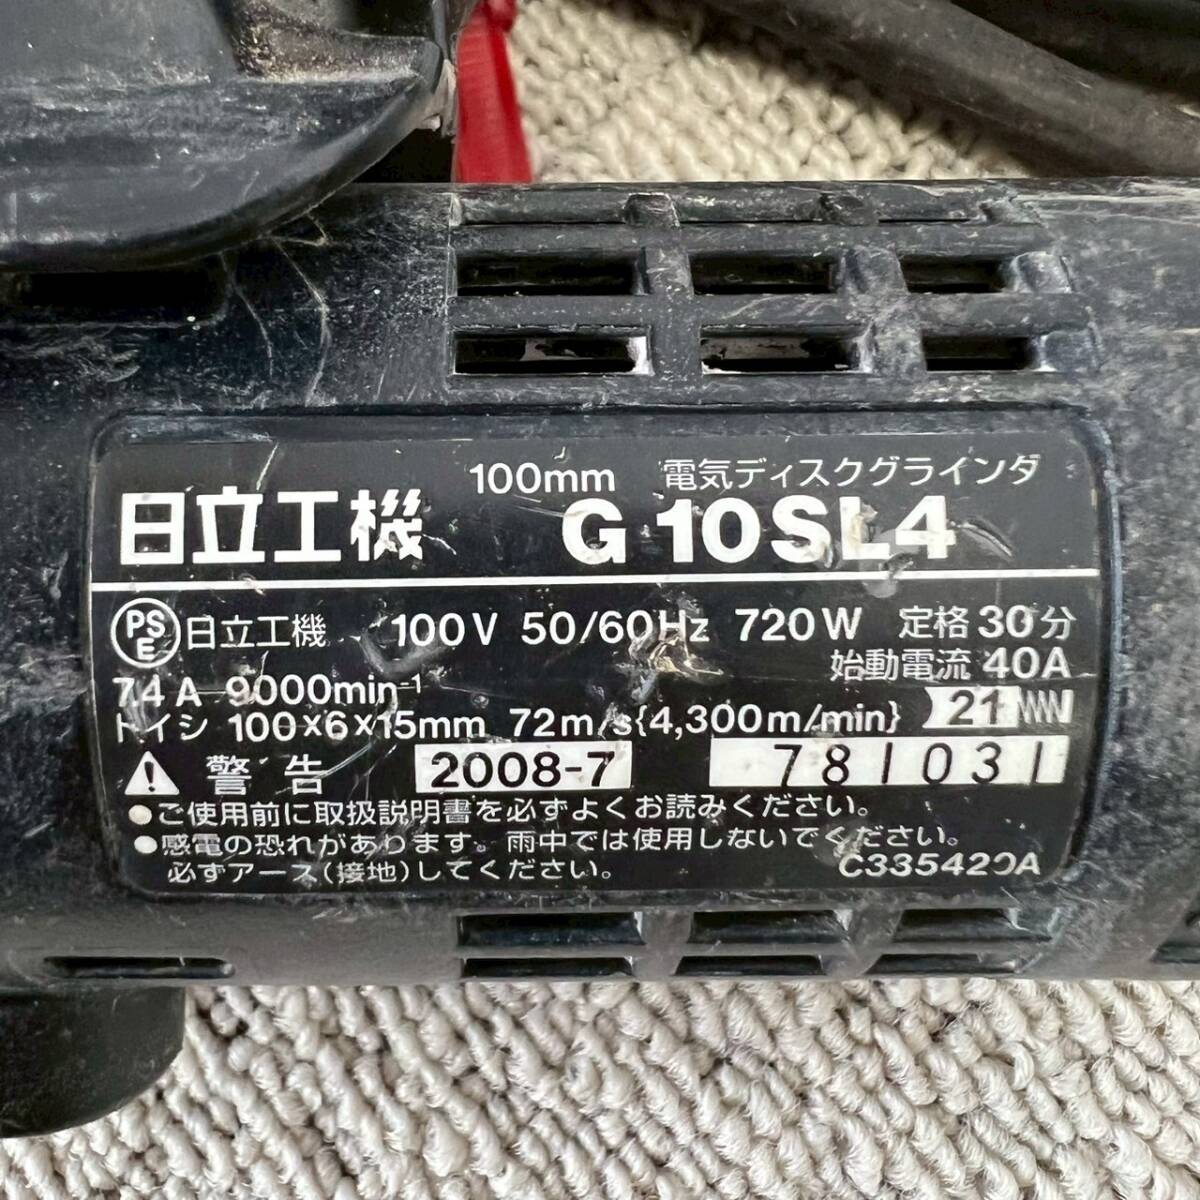 100mm 電気ディスクグラインダ
日立工機 G 10SL4
PSE 日立工機 100V 50/60Hz 720W 定格30分
始動電流 40A
7.4A 9000min⁻¹
トイシ 100×6×15mm 72m/s{4,300m/min} 21
⚠ 警告 2008-7 781031
●ご使用前に取扱説明書を必ずよくお読みください。
●感電の恐れがあります。雨中では使用しないでください。
必ずアース(接地)してください。 C335420A